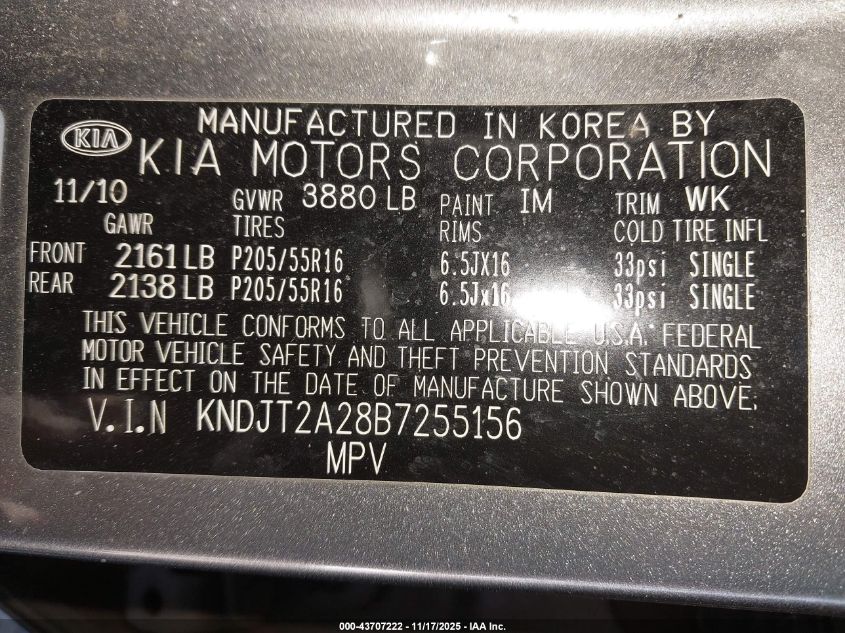 MANUFACTURED IN KOREA BY
KIA KIA MOTORS CORPORATION
11/10 GVWR 3880 LB PAINT IM TRIM WK
GAWR TIRES RIMS COLD TIRE INFL
FRONT 2161 LB P205/55R16 6.5JX16 33psi SINGLE
REAR 2138 LB P205/55R16 6.5Jx16 33psi SINGLE
THIS VEHICLE CONFORMS TO ALL APPLICABLE U.S.A. FEDERAL
MOTOR VEHICLE SAFETY AND THEFT PREVENTION STANDARDS
IN EFFECT ON THE DATE OF MANUFACTURE SHOWN ABOVE.
V.I.N KNDJT2A28B7255156
MPV
000-43707222 - 11/17/2025 - IAA Inc.